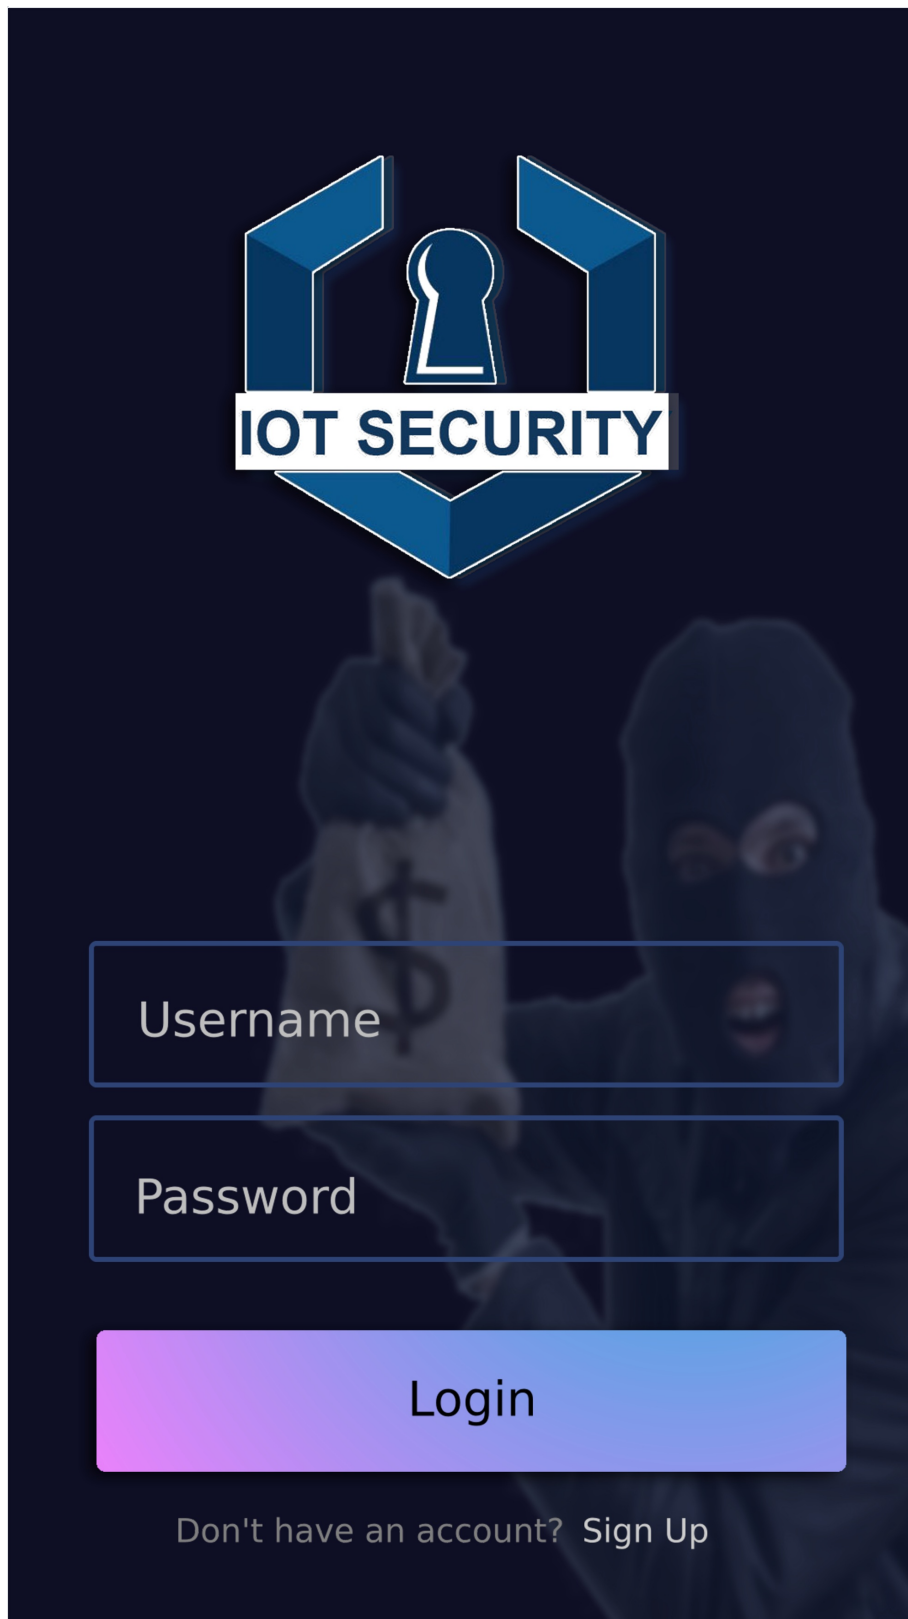 IOT SECURITY
$
Username
Password
Login
Don't have an account? Sign Up